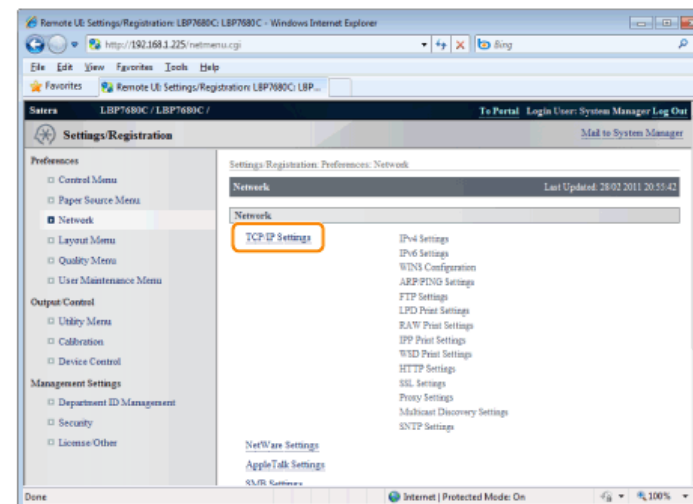 Remote UI: Settings/Registration: LBP7680C: LBP7680C - Windows Internet Explorer
http://192.168.1.225/netmenu.cgi
Bing
File Edit View Favorites Tools Help
Favorites Remote UI: Settings/Registration: LBP7680C: LBP...
Satera LBP7680C / LBP7680C / To Portal Login User: System Manager Log Out
Settings/Registration Mail to System Manager
Preferences
Control Menu
Paper Source Menu
Network
Layout Menu
Quality Menu
User Maintenance Menu
Output/Control
Utility Menu
Calibration
Device Control
Management Settings
Department ID Management
Security
License/Other
Settings/Registration: Preferences: Network
Network Last Updated: 28/02 2011 20:55:42
Network
TCP/IP Settings
IPv4 Settings
IPv6 Settings
WINS Configuration
ARP/PING Settings
FTP Settings
LPD Print Settings
RAW Print Settings
IPP Print Settings
WSD Print Settings
HTTP Settings
SSL Settings
Proxy Settings
Multicast Discovery Settings
SNTP Settings
NetWare Settings
AppleTalk Settings
SMB Settings
Done Internet | Protected Mode: On 100%